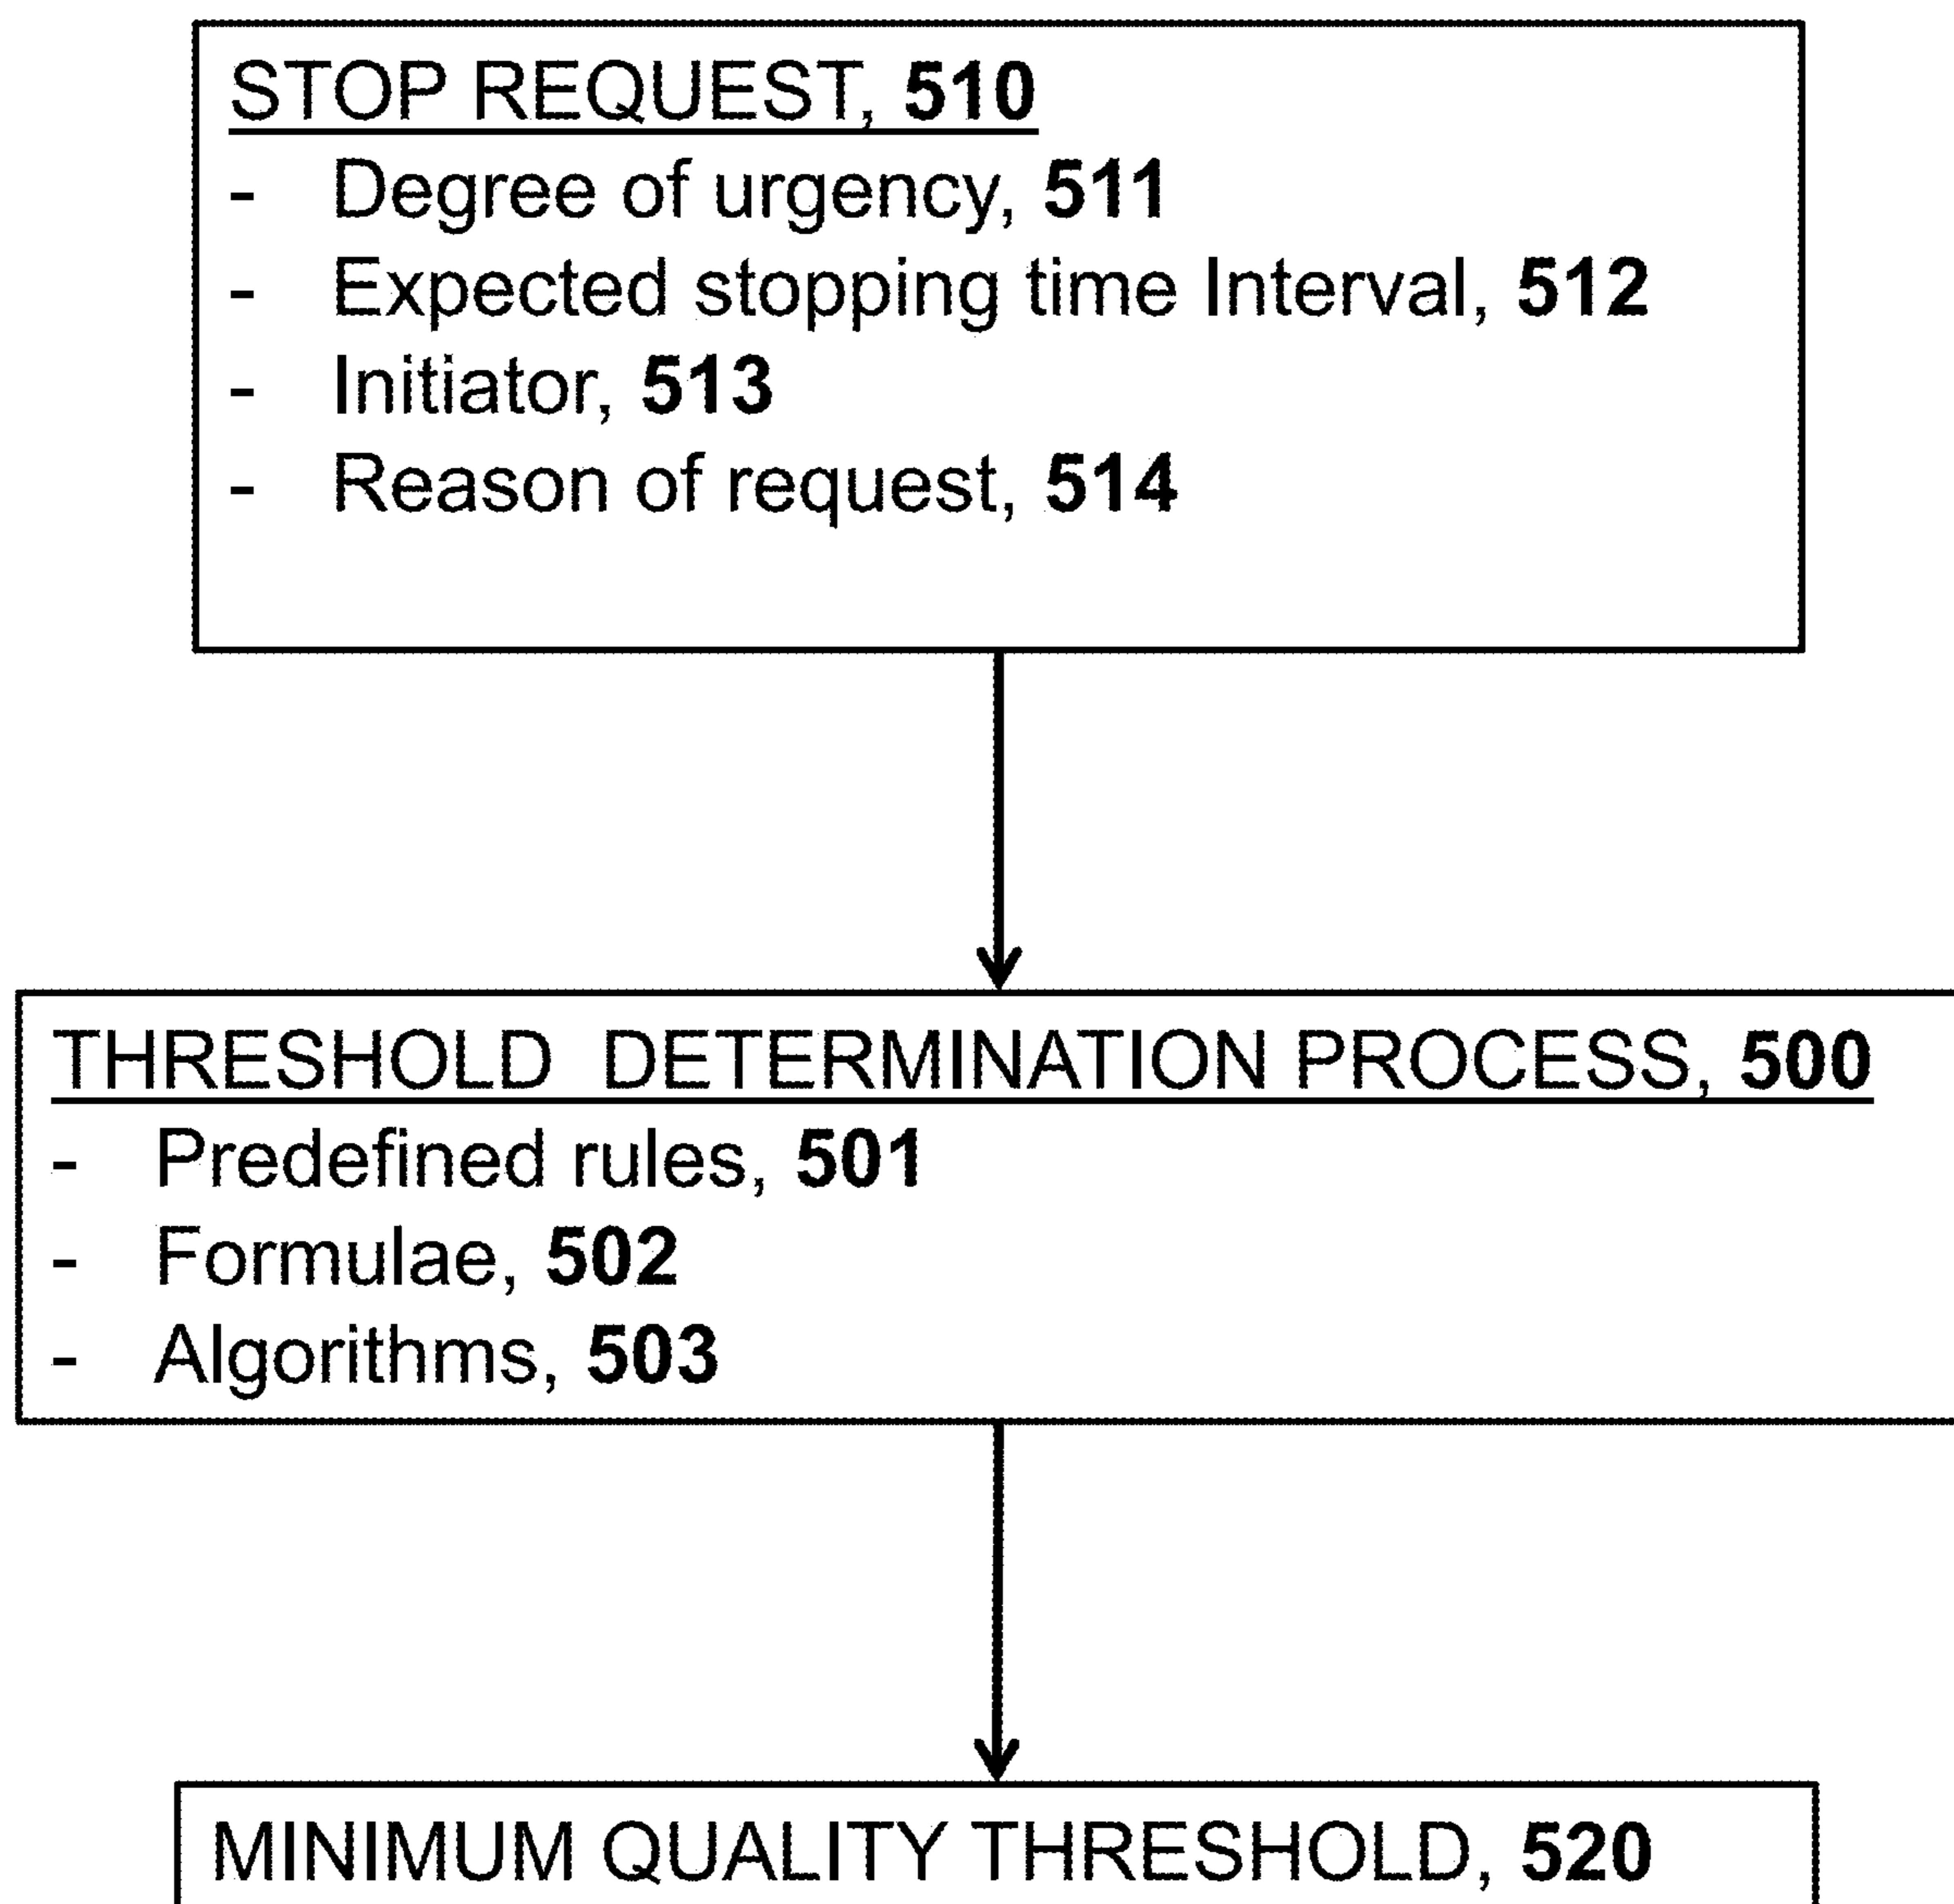 STOP REQUEST, 510
- Degree of urgency, 511
- Expected stopping time Interval, 512
- Initiator, 513
- Reason of request, 514
THRESHOLD DETERMINATION PROCESS, 500
- Predefined rules, 501
- Formulae, 502
- Algorithms, 503
MINIMUM QUALITY THRESHOLD, 520